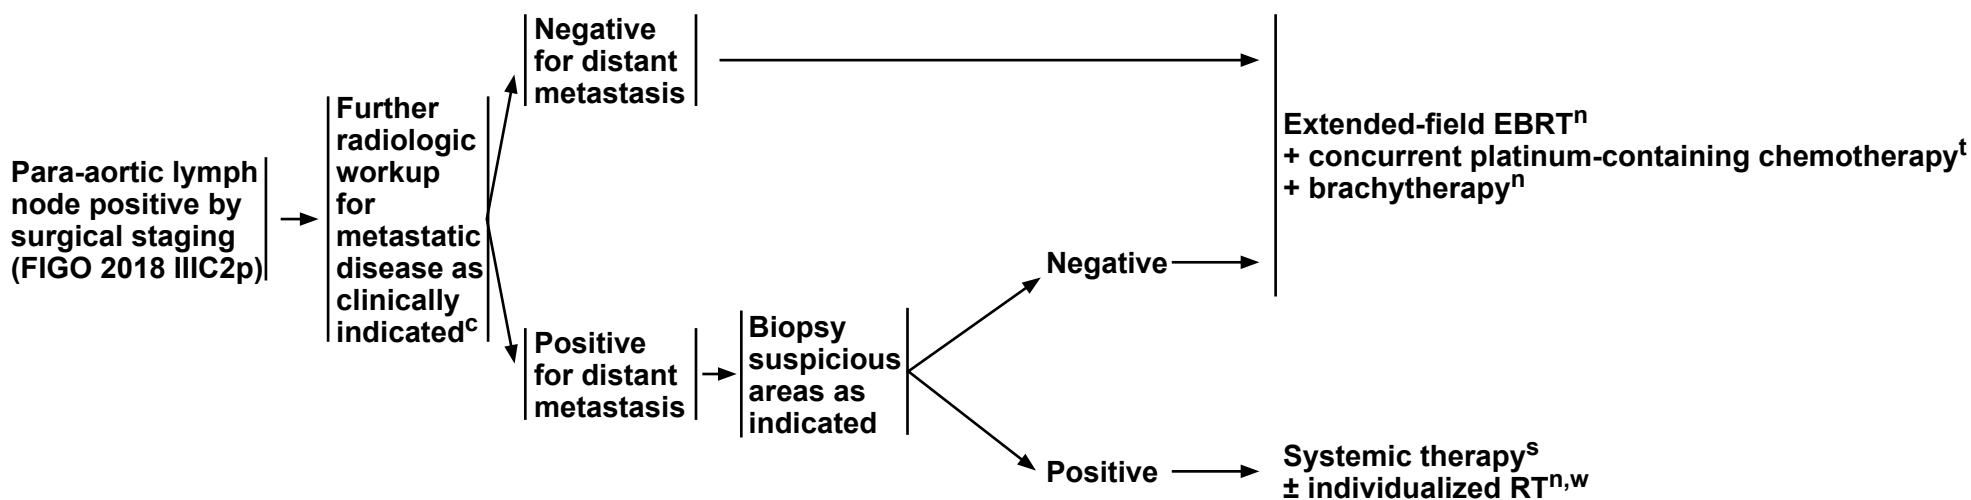 Para-aortic lymph
node positive by
surgical staging
(FIGO 2018 IIIC2p)
Further
radiologic
workup
for
metastatic
disease as
clinically
indicatedᶜ
Negative
for distant
metastasis
Positive
for distant
metastasis
Biopsy
suspicious
areas as
indicated
Negative
Positive
Extended-field EBRTⁿ
+ concurrent platinum-containing chemotherapyᵗ
+ brachytherapyⁿ
Systemic therapyˢ
± individualized RTⁿ,ʷ